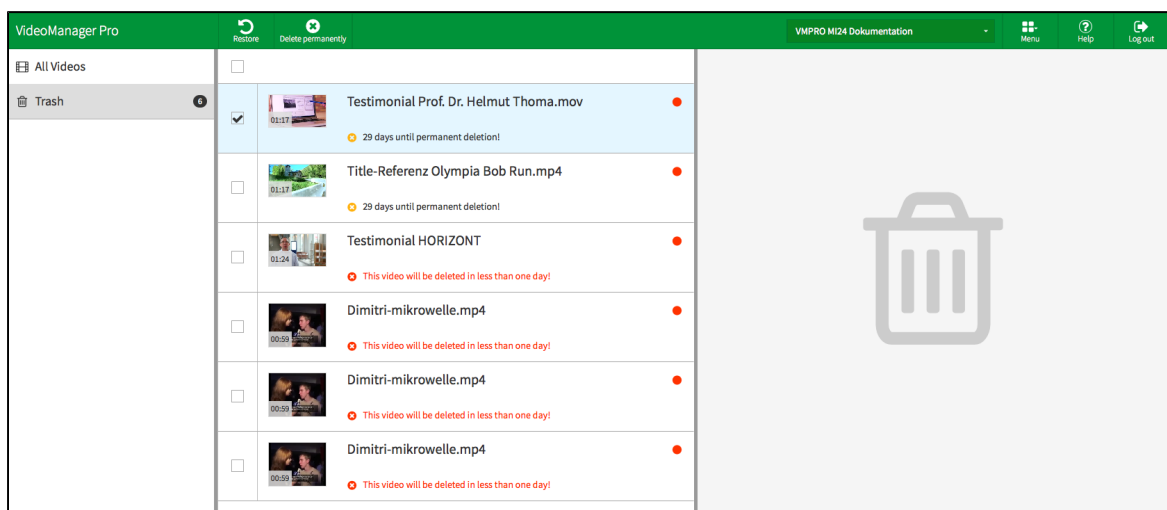 VideoManager Pro
Restore
Delete permanently
VMPRO MI24 Dokumentation
Menu
Help
Log out
All Videos
Trash
6
Testimonial Prof. Dr. Helmut Thoma.mov
01:17
29 days until permanent deletion!
Title-Referenz Olympia Bob Run.mp4
01:17
29 days until permanent deletion!
Testimonial HORIZONT
01:24
This video will be deleted in less than one day!
Dimitri-mikrowelle.mp4
00:59
This video will be deleted in less than one day!
Dimitri-mikrowelle.mp4
00:59
This video will be deleted in less than one day!
Dimitri-mikrowelle.mp4
00:59
This video will be deleted in less than one day!